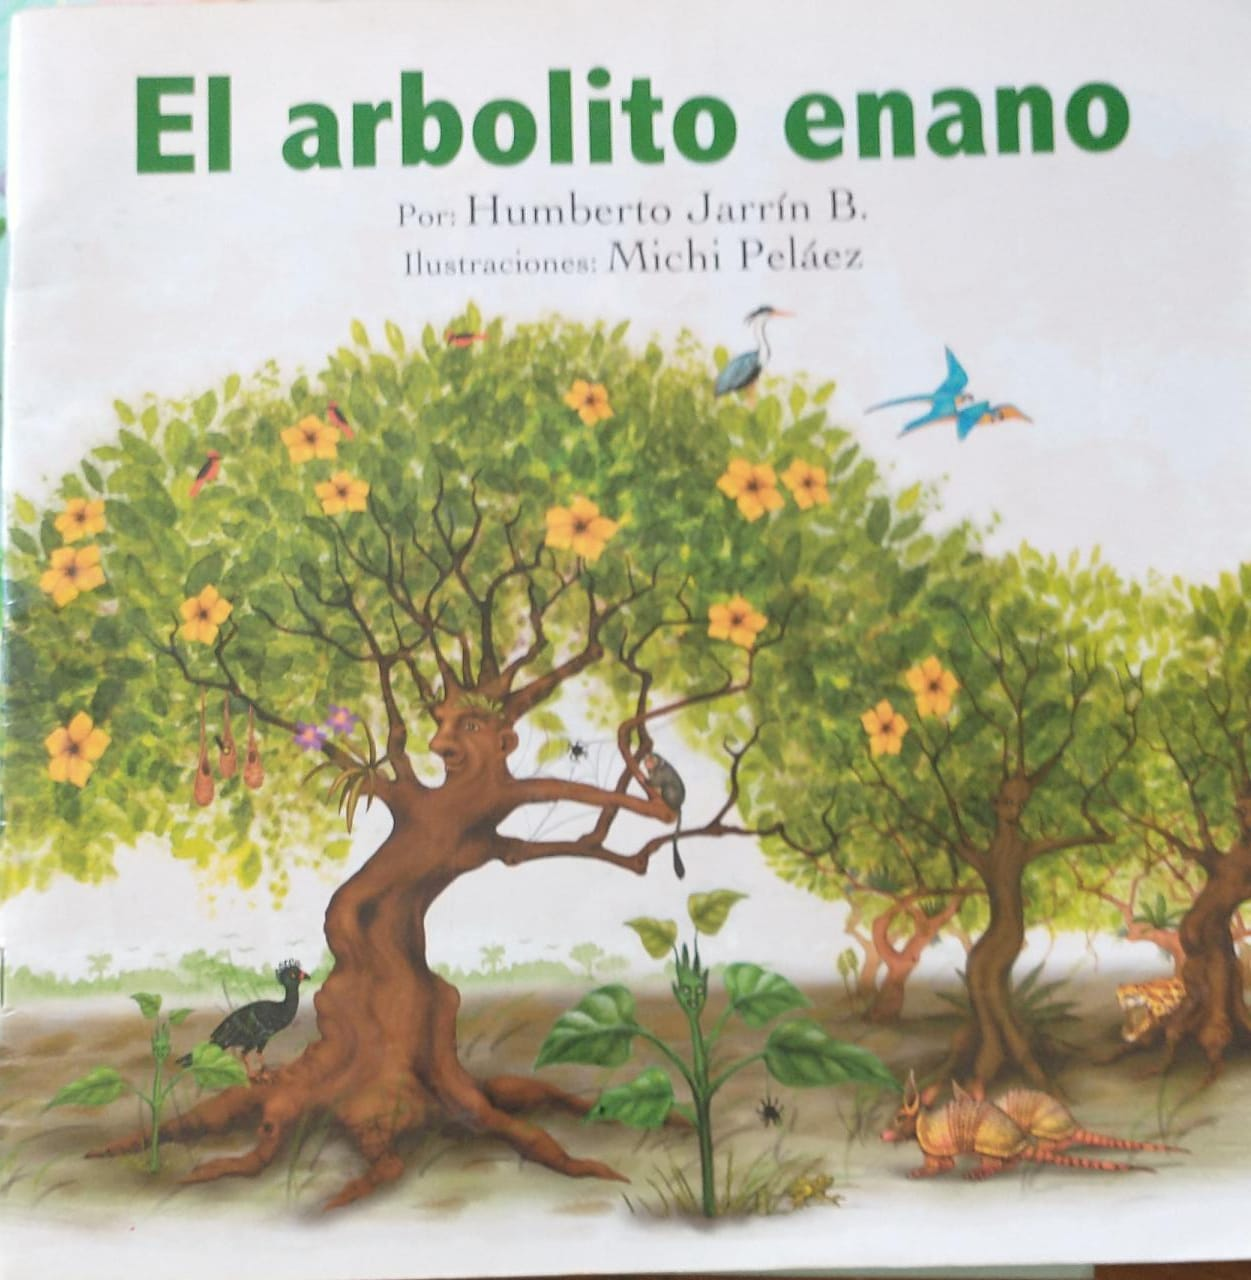 El arbolito enano
Por: Humberto Jarrín B.
Ilustraciones: Michi Peláez